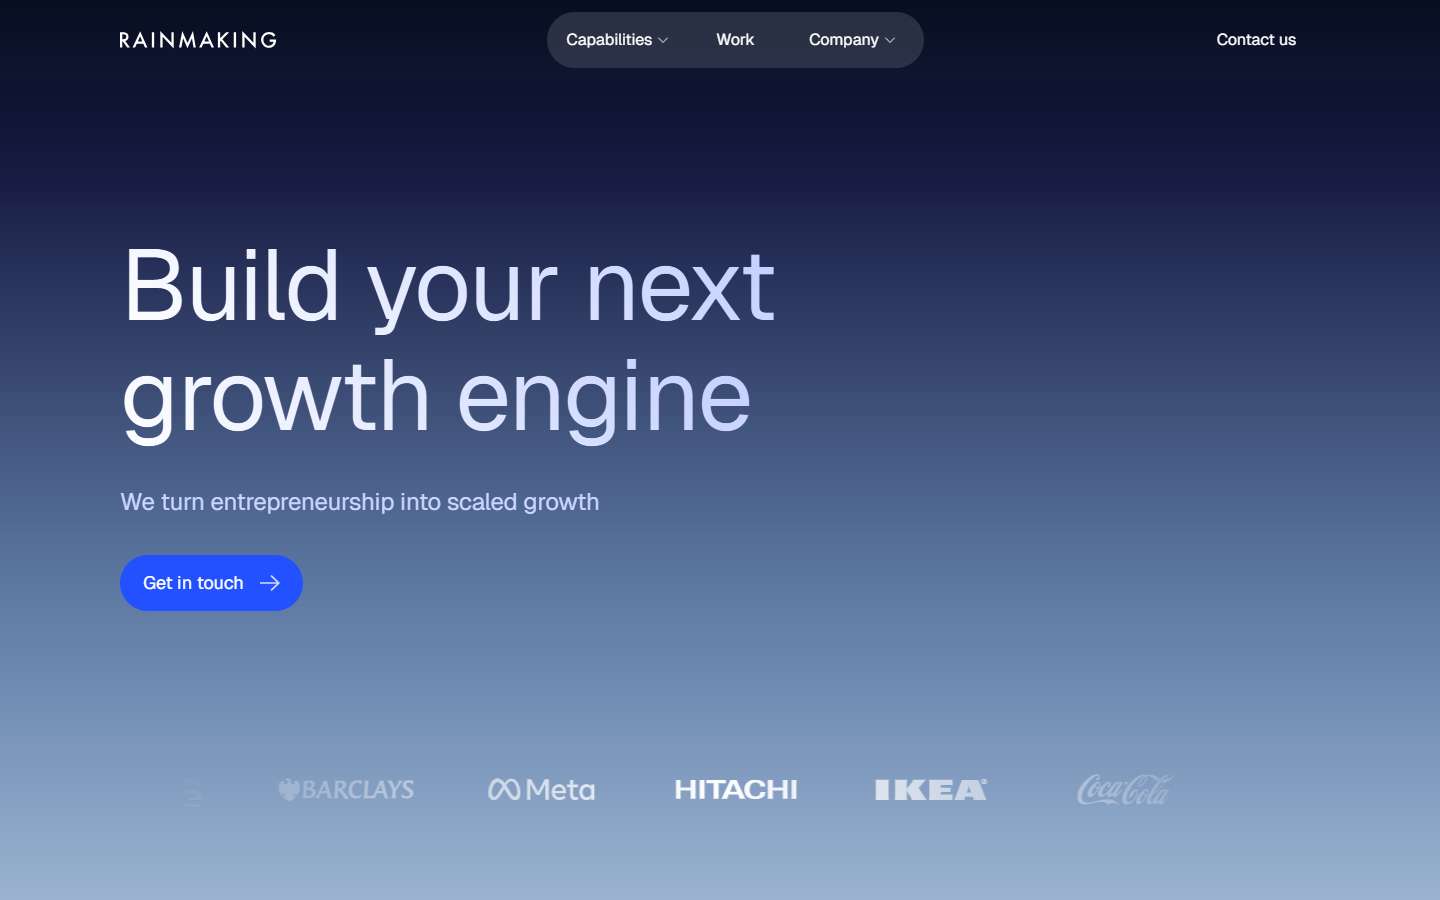 RAINMAKING
Capabilities
Work
Company
Contact us
Build your next
growth engine
We turn entrepreneurship into scaled growth
Get in touch
BARCLAYS
Meta
HITACHI
IKEA®
Coca-Cola